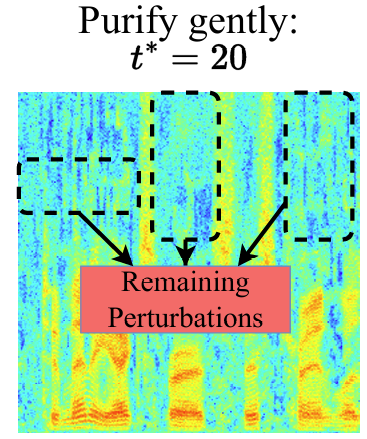 Purify gently:
t* = 20
Remaining
Perturbations